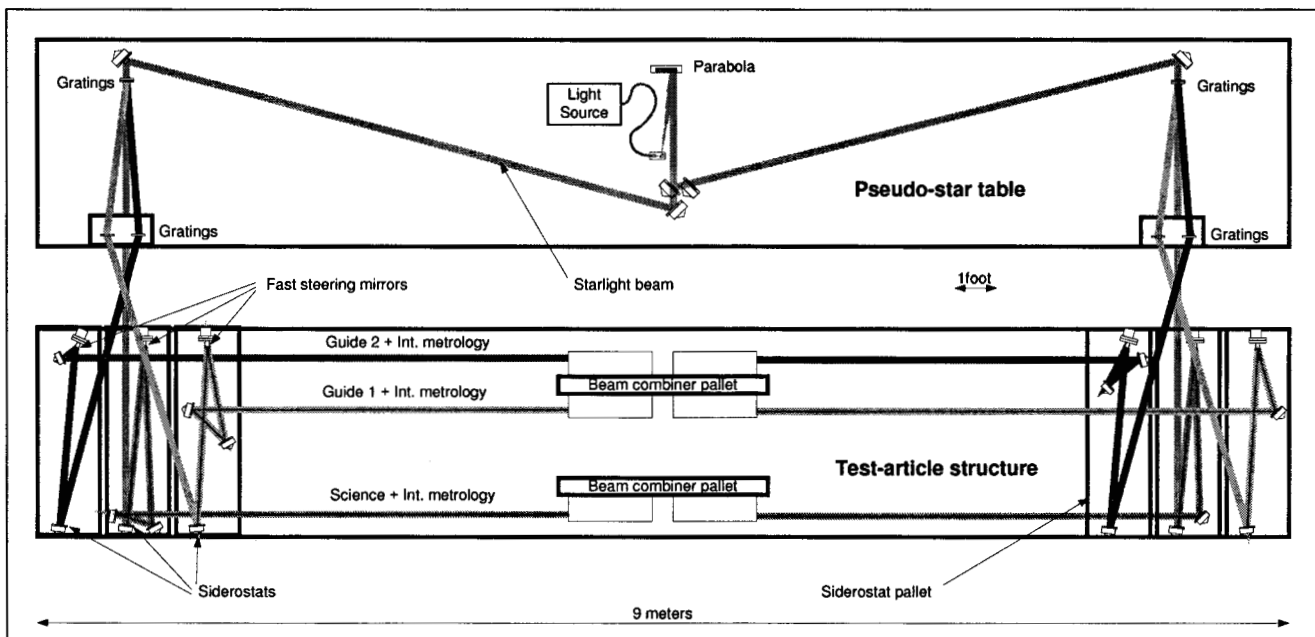 Parabola
Gratings
Light
Source
Gratings
Pseudo-star table
Gratings
Gratings
Fast steering mirrors
Starlight beam
1foot
Guide 2 + Int. metrology
Beam combiner pallet
Guide 1 + Int. metrology
Test-article structure
Science + Int. metrology
Beam combiner pallet
Siderostats
Siderostat pallet
9 meters